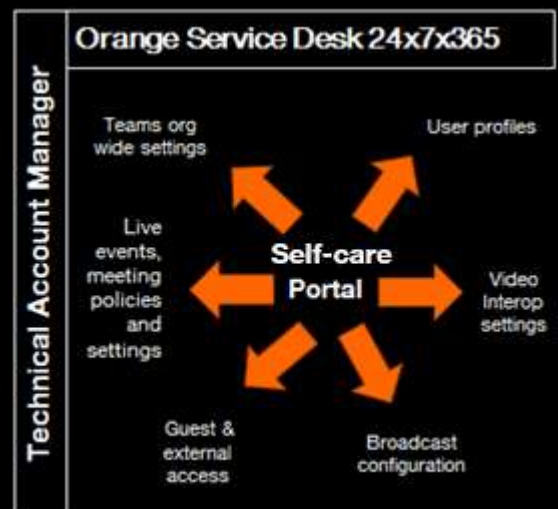 Orange Service Desk 24x7x365
Technical Account Manager
Teams org
wide settings
User profiles
Live
events,
meeting
policies
and
settings
Self-care
Portal
Video
Interop
settings
Guest &
external
access
Broadcast
configuration